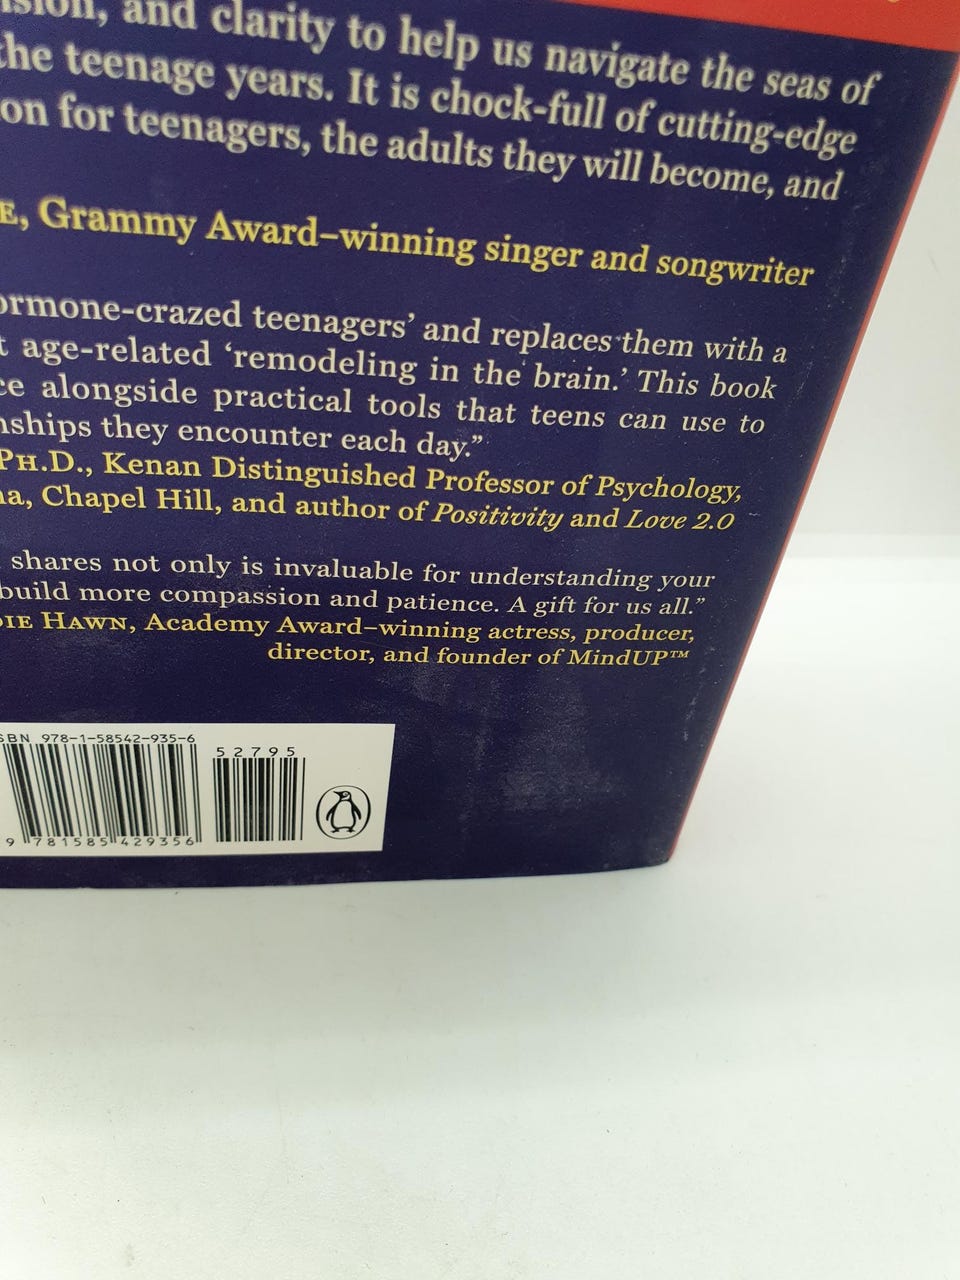 and clarity to help us navigate the seas of
the teenage years. It is chock-full of cutting-edge
on for teenagers, the adults they will become, and
E, Grammy Award–winning singer and songwriter
ormone-crazed teenagers’ and replaces them with a
t age-related ‘remodeling in the brain.’ This book
ce alongside practical tools that teens can use to
nships they encounter each day.”
PH.D., Kenan Distinguished Professor of Psychology,
na, Chapel Hill, and author of Positivity and Love 2.0
shares not only is invaluable for understanding your
build more compassion and patience. A gift for us all.”
DIE HAWN, Academy Award–winning actress, producer,
director, and founder of MindUP™
SBN 978-1-58542-935-6
52795
9 781585 429356